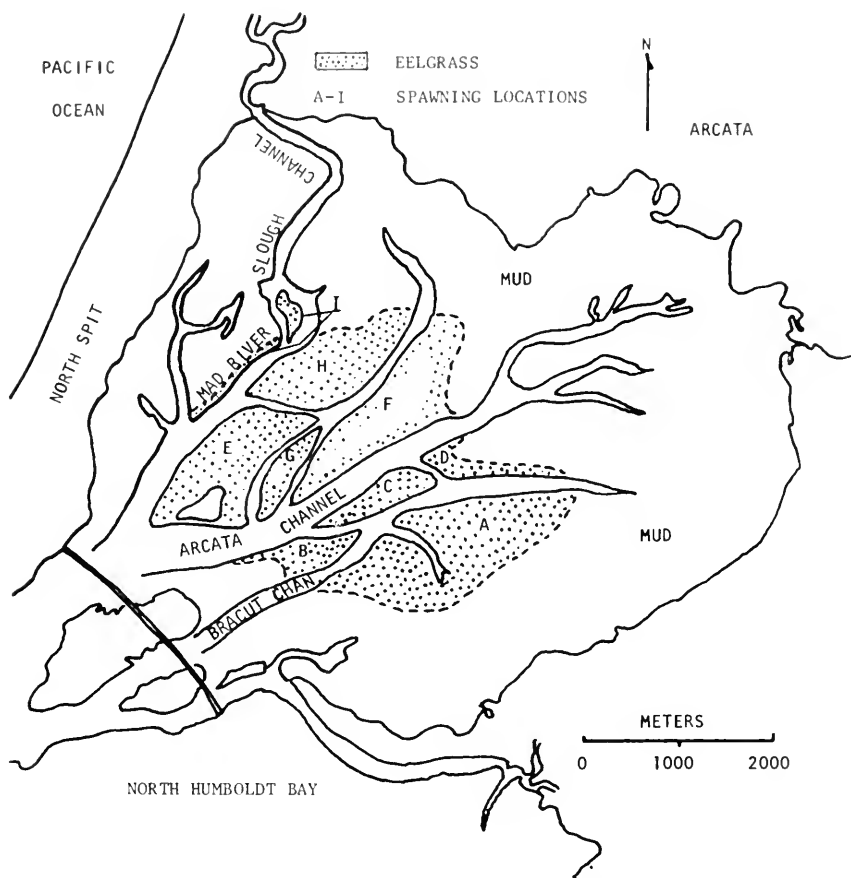 PACIFIC
OCEAN
EELGRASS
A-I SPAWNING LOCATIONS
N
ARCATA
CHANNEL
SLOUGH
MAD RIVER
NORTH SPIT
MUD
I
H
F
E
G
D
C
A
B
ARCATA CHANNEL
BRACUT CHAN
MUD
METERS
0 1000 2000
NORTH HUMBOLDT BAY